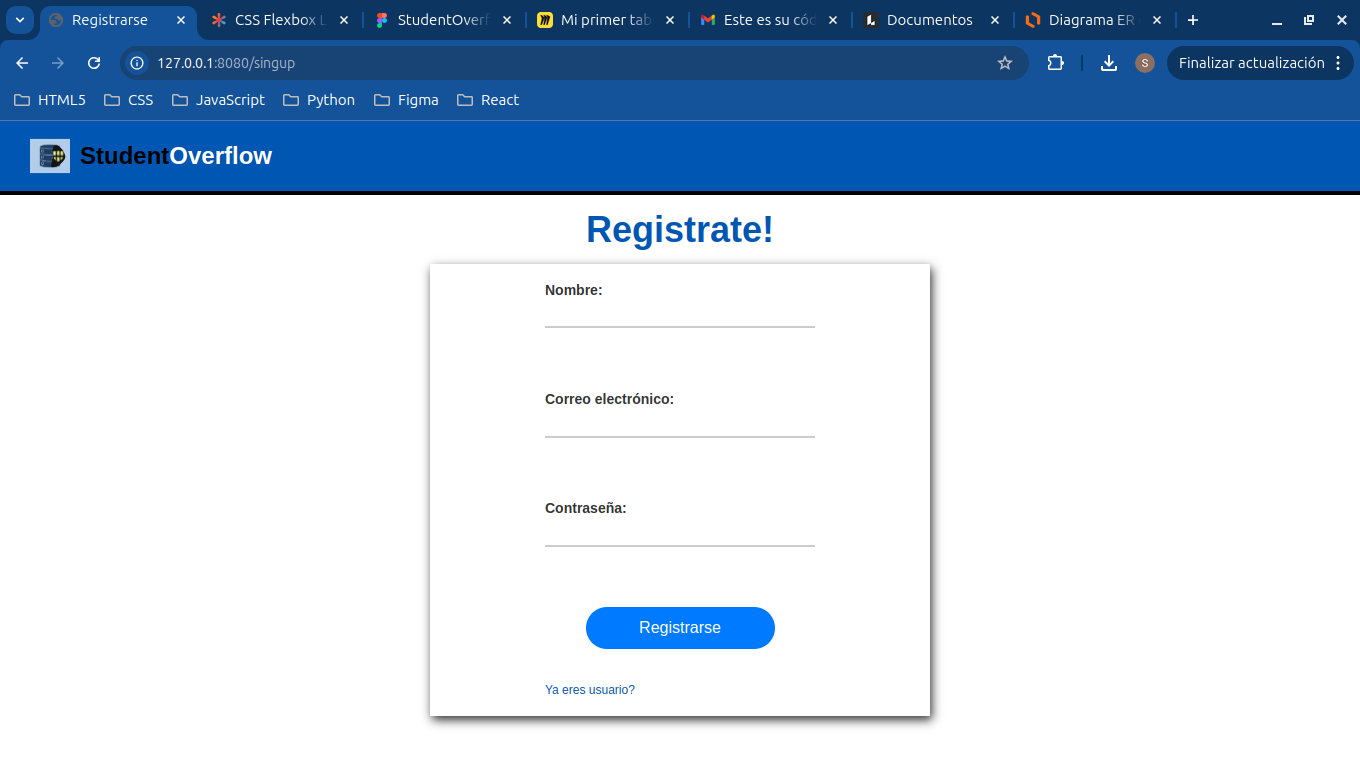 Registrarse
CSS Flexbox L
StudentOverf
Mi primer tab
Este es su cód
Documentos
Diagrama ER
127.0.0.1:8080/singup
S
Finalizar actualización
HTML5
CSS
JavaScript
Python
Figma
React
StudentOverflow
Registrate!
Nombre:
Correo electrónico:
Contraseña:
Registrarse
Ya eres usuario?